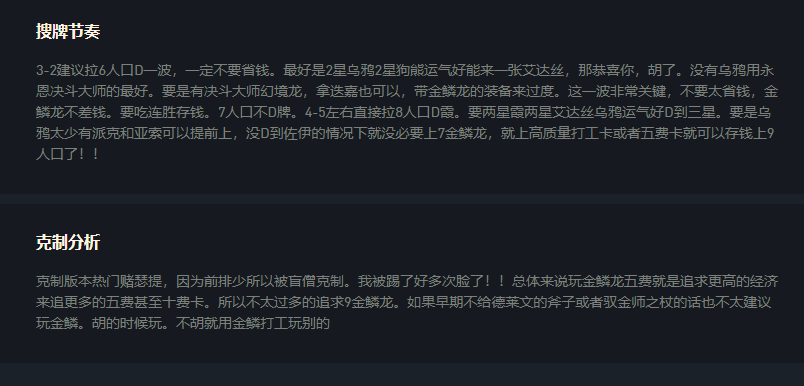 搜牌节奏
3-2建议拉6人口D一波，一定不要省钱。最好是2星乌鸦2星狗熊运气好能来一张艾达丝，那恭喜你，胡了。没有乌鸦用永
恩决斗大师的最好。要是有决斗大师幻境龙，拿迭嘉也可以，带金鳞龙的装备来过度。这一波非常关键，不要太省钱，金
鳞龙不差钱。要吃连胜存钱。7人口不D牌。4-5左右直接拉8人口D霞。要两星霞两星艾达丝乌鸦运气好D到三星。要是乌
鸦太少有派克和亚索可以提前上，没D到佐伊的情况下就没必要上7金鳞龙，就上高质量打工卡或者五费卡就可以存钱上9
人口了！！
克制分析
克制版本热门赌瑟提，因为前排少所以被盲僧克制。我被踢了好多次脸了！！总体来说玩金鳞龙五费就是追求更高的经济
来追更多的五费甚至十费卡。所以不太过多的追求9金鳞龙。如果早期不给德莱文的斧子或者驭金师之杖的话也不太建议
玩金鳞。胡的时候玩。不胡就用金鳞打工玩别的